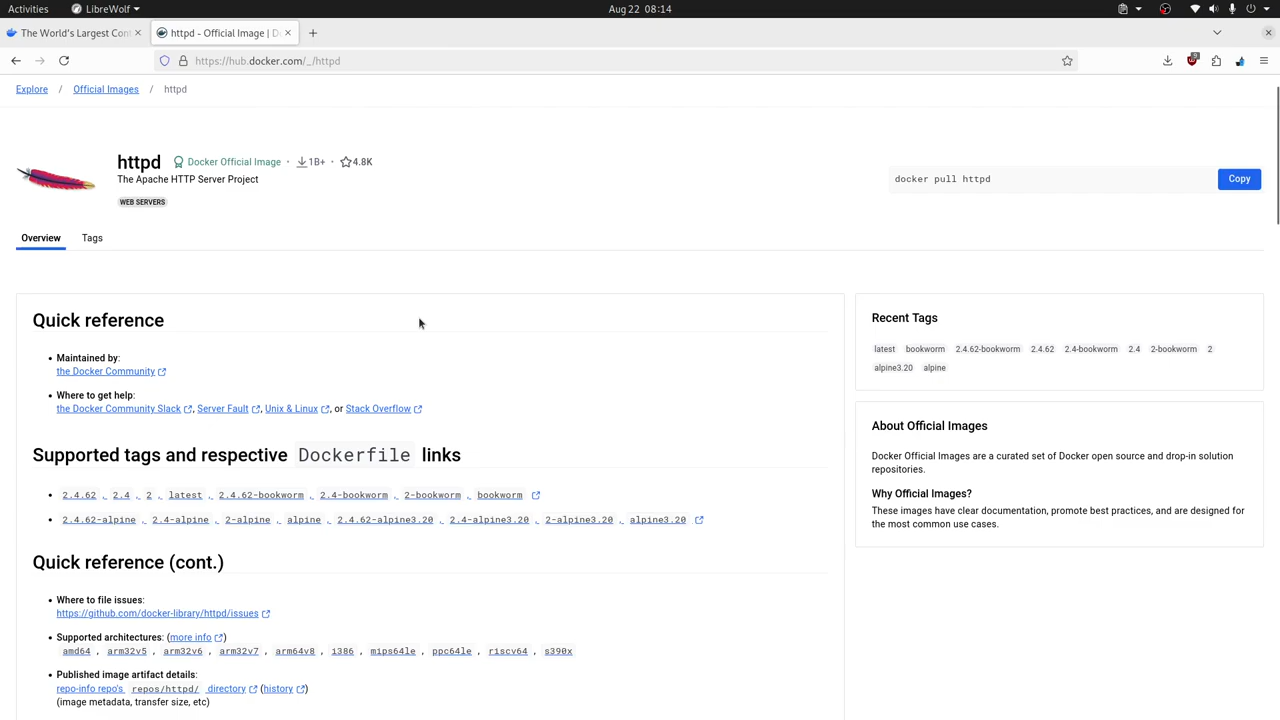 Activities LibreWolf Aug 22 08:14
The World's Largest Con × httpd - Official Image | D × +
https://hub.docker.com/_/httpd 9
Explore / Official Images / httpd
httpd Docker Official Image · 1B+ · 4.8K
The Apache HTTP Server Project
docker pull httpd Copy
WEB SERVERS
Overview Tags
Quick reference
• Maintained by:
the Docker Community
• Where to get help:
the Docker Community Slack , Server Fault , Unix & Linux , or Stack Overflow
Supported tags and respective Dockerfile links
• 2.4.62 , 2.4 , 2 , latest , 2.4.62-bookworm , 2.4-bookworm , 2-bookworm , bookworm
• 2.4.62-alpine , 2.4-alpine , 2-alpine , alpine , 2.4.62-alpine3.20 , 2.4-alpine3.20 , 2-alpine3.20 , alpine3.20
Quick reference (cont.)
• Where to file issues:
https://github.com/docker-library/httpd/issues
• Supported architectures: (more info )
amd64 , arm32v5 , arm32v6 , arm32v7 , arm64v8 , i386 , mips64le , ppc64le , riscv64 , s390x
• Published image artifact details:
repo-info repo's repos/httpd/ directory (history )
(image metadata, transfer size, etc)
Recent Tags
latest bookworm 2.4.62-bookworm 2.4.62 2.4-bookworm 2.4 2-bookworm 2
alpine3.20 alpine
About Official Images
Docker Official Images are a curated set of Docker open source and drop-in solution
repositories.
Why Official Images?
These images have clear documentation, promote best practices, and are designed for
the most common use cases.